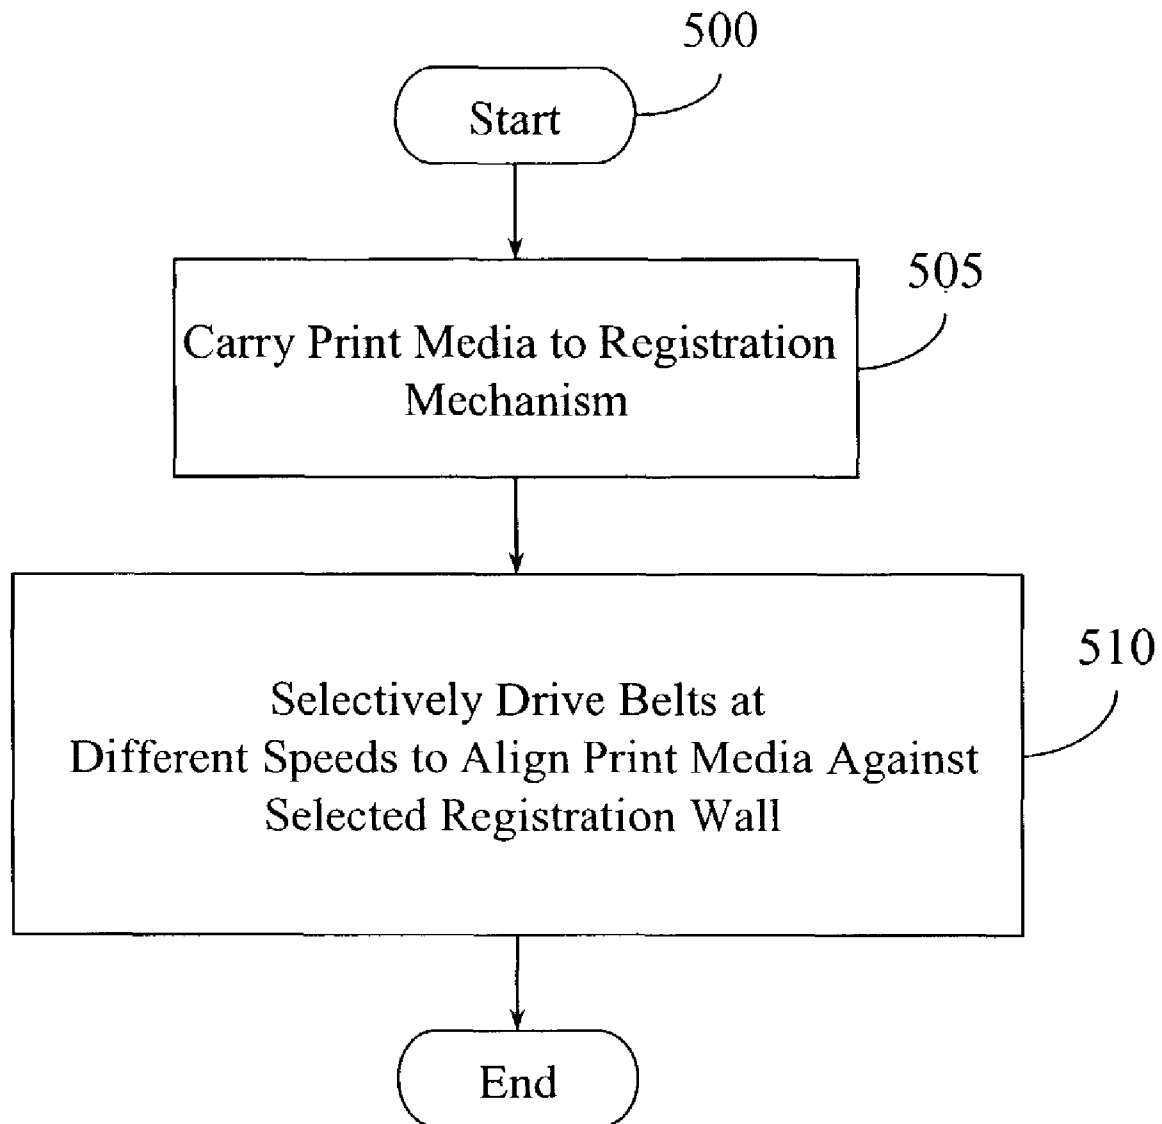 500
Start
505
Carry Print Media to Registration
Mechanism
510
Selectively Drive Belts at
Different Speeds to Align Print Media Against
Selected Registration Wall
End